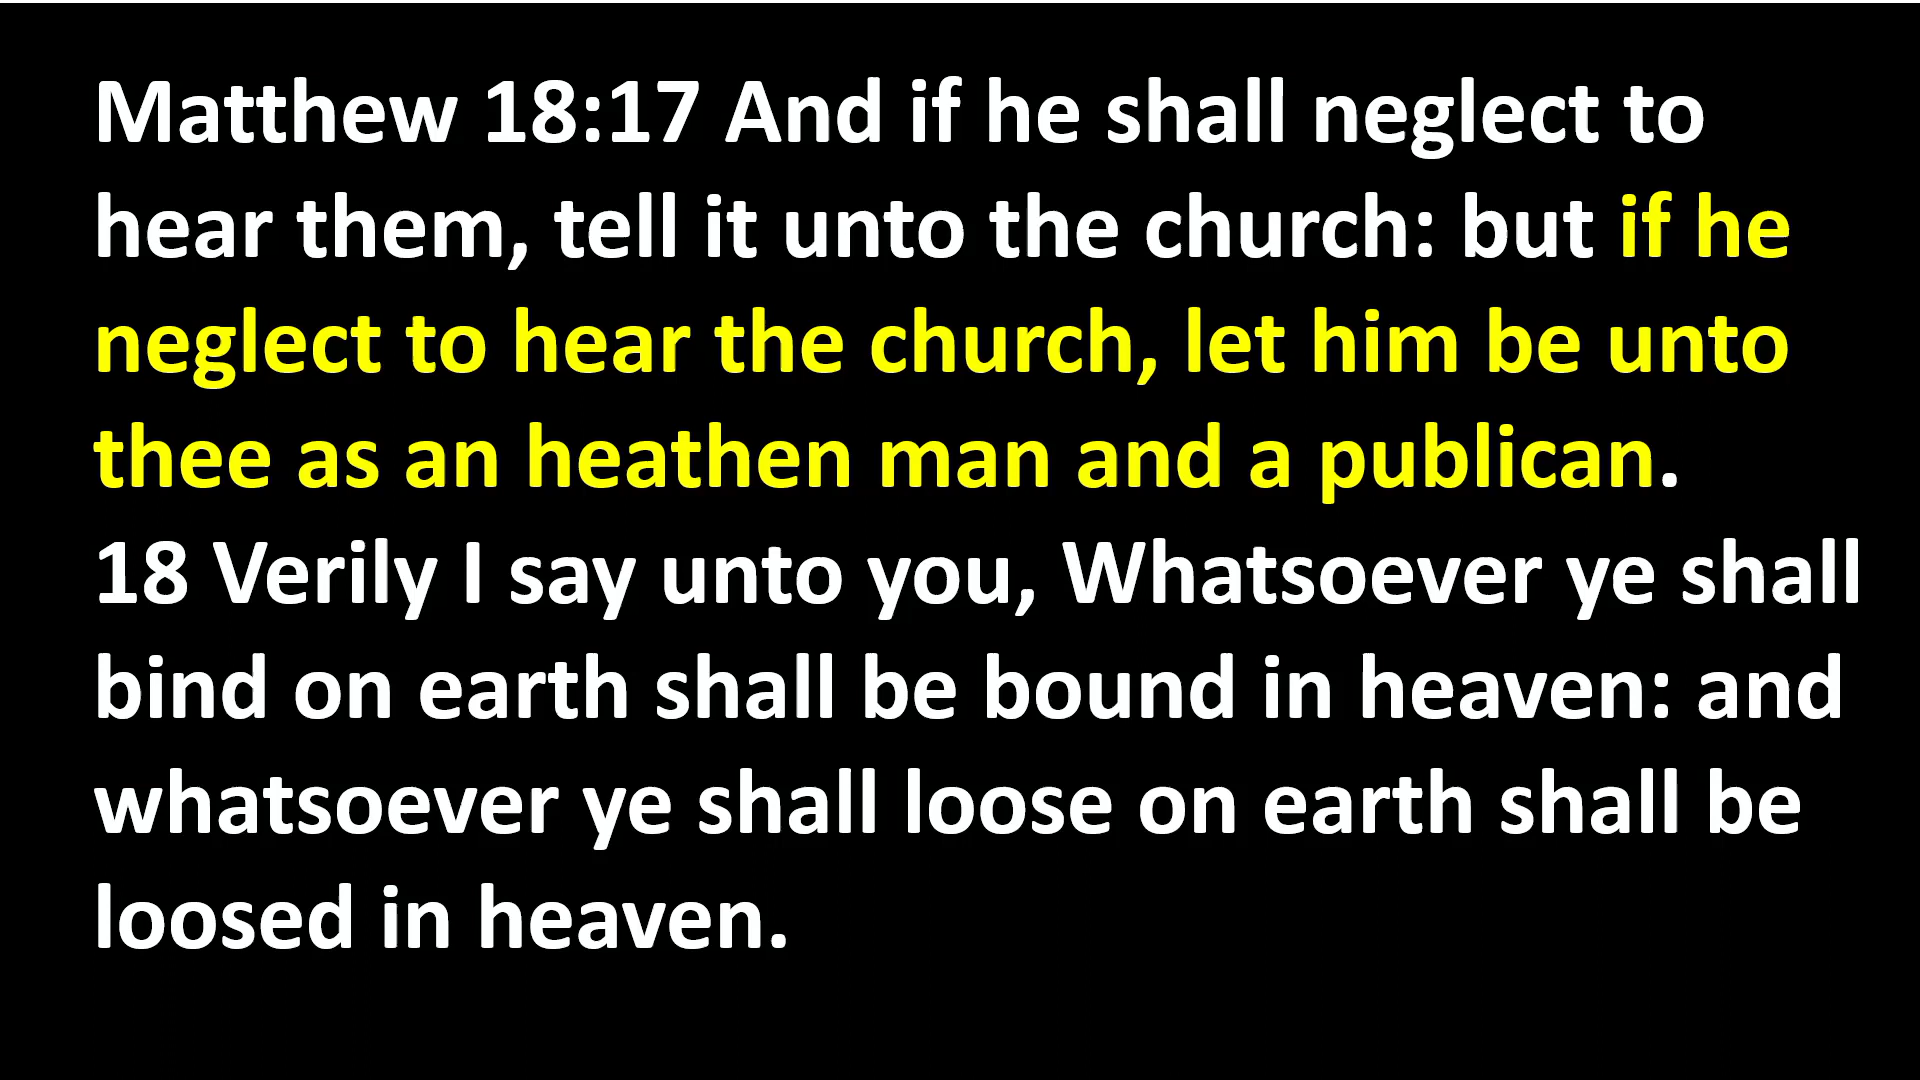 Matthew 18:17 And if he shall neglect to
hear them, tell it unto the church: but if he
neglect to hear the church, let him be unto
thee as an heathen man and a publican.
18 Verily I say unto you, Whatsoever ye shall
bind on earth shall be bound in heaven: and
whatsoever ye shall loose on earth shall be
loosed in heaven.